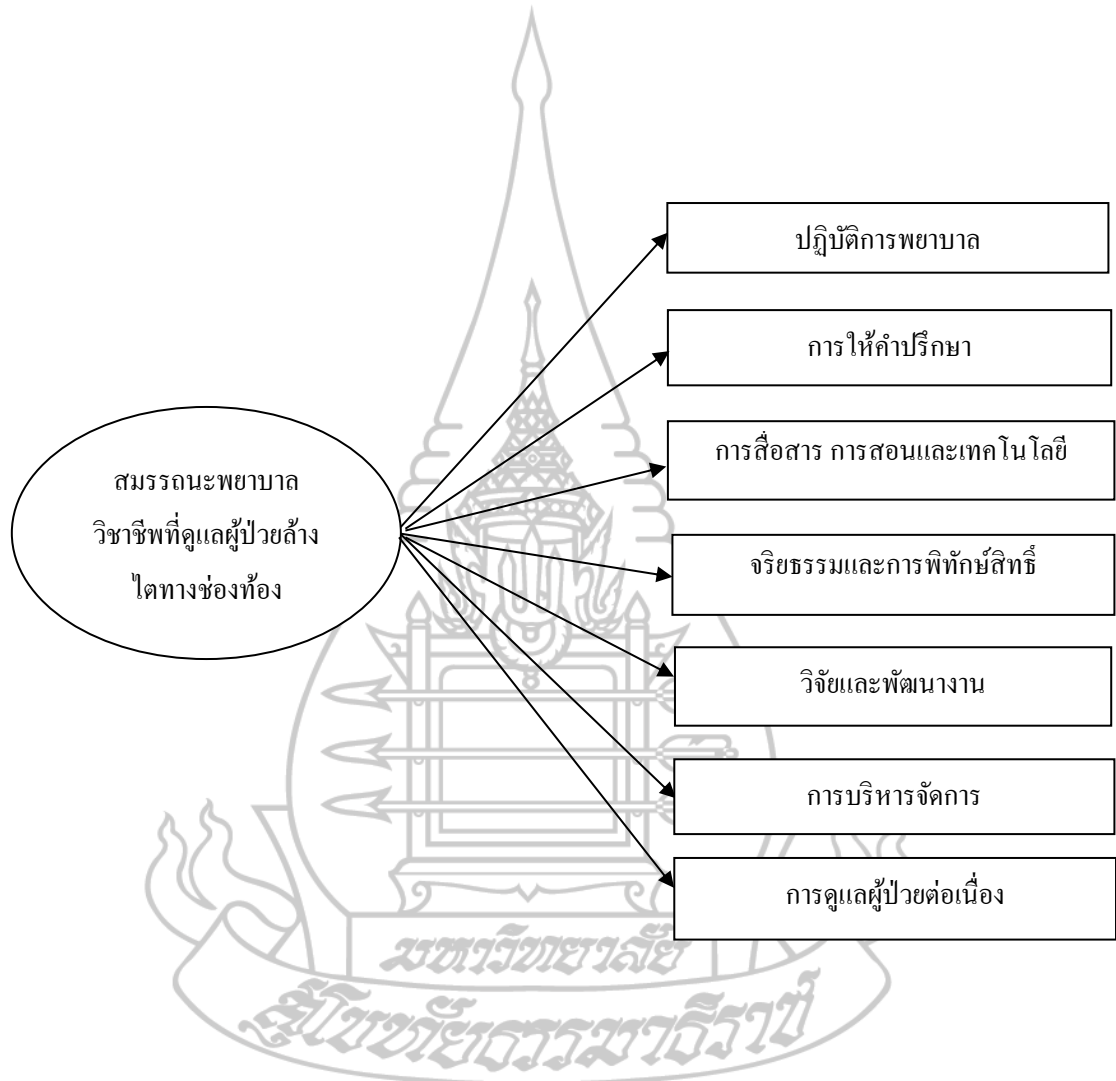 ปฏิบัติการพยาบาล
การให้คำปรึกษา
การสื่อสาร การสอนและเทคโนโลยี
สมรรถนะพยาบาล
วิชาชีพที่ดูแลผู้ป่วยล้าง
ไตทางช่องท้อง
จริยธรรมและการพิทักษ์สิทธิ์
วิจัยและพัฒนางาน
การบริหารจัดการ
การดูแลผู้ป่วยต่อเนื่อง
มหาวิทยาลัย
สุโขทัยธรรมาธิราช